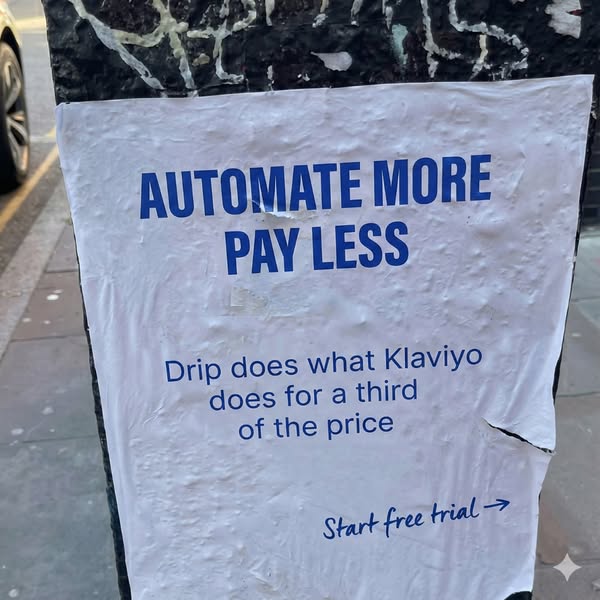 AUTOMATE MORE
PAY LESS
Drip does what Klaviyo
does for a third
of the price
Start free trial →